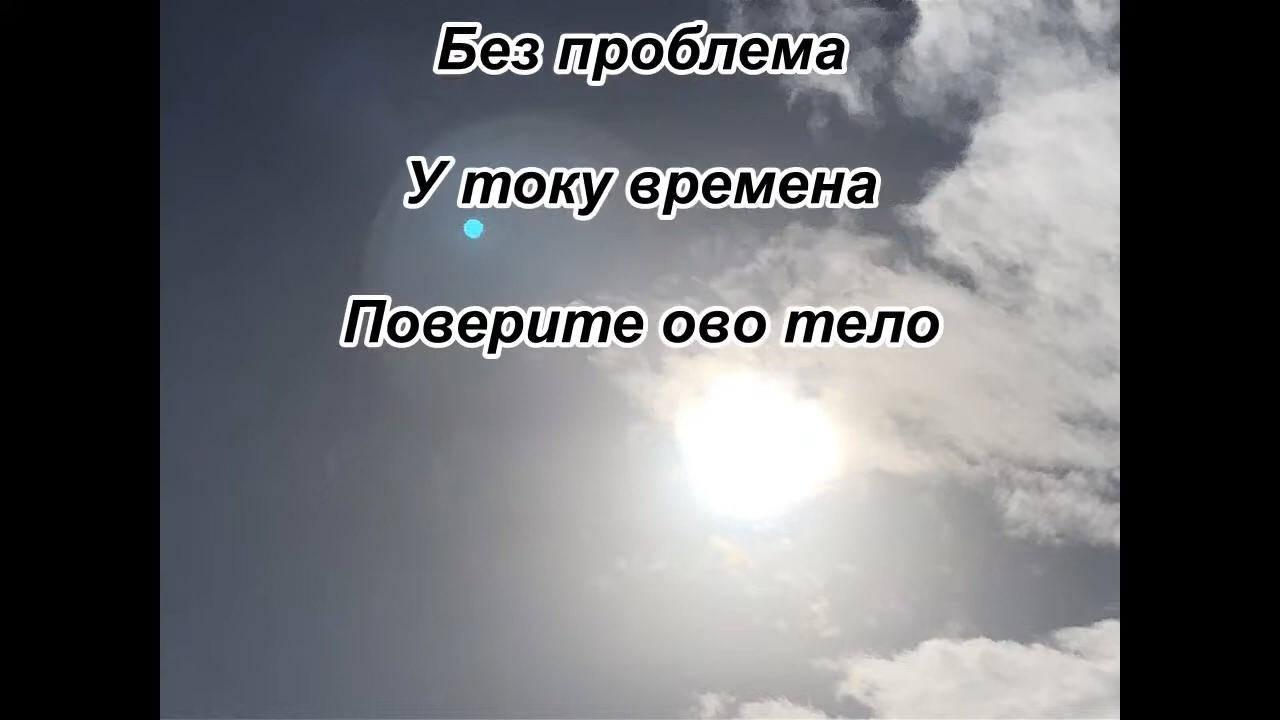 Без проблема
У току времена
Поверите ово тело